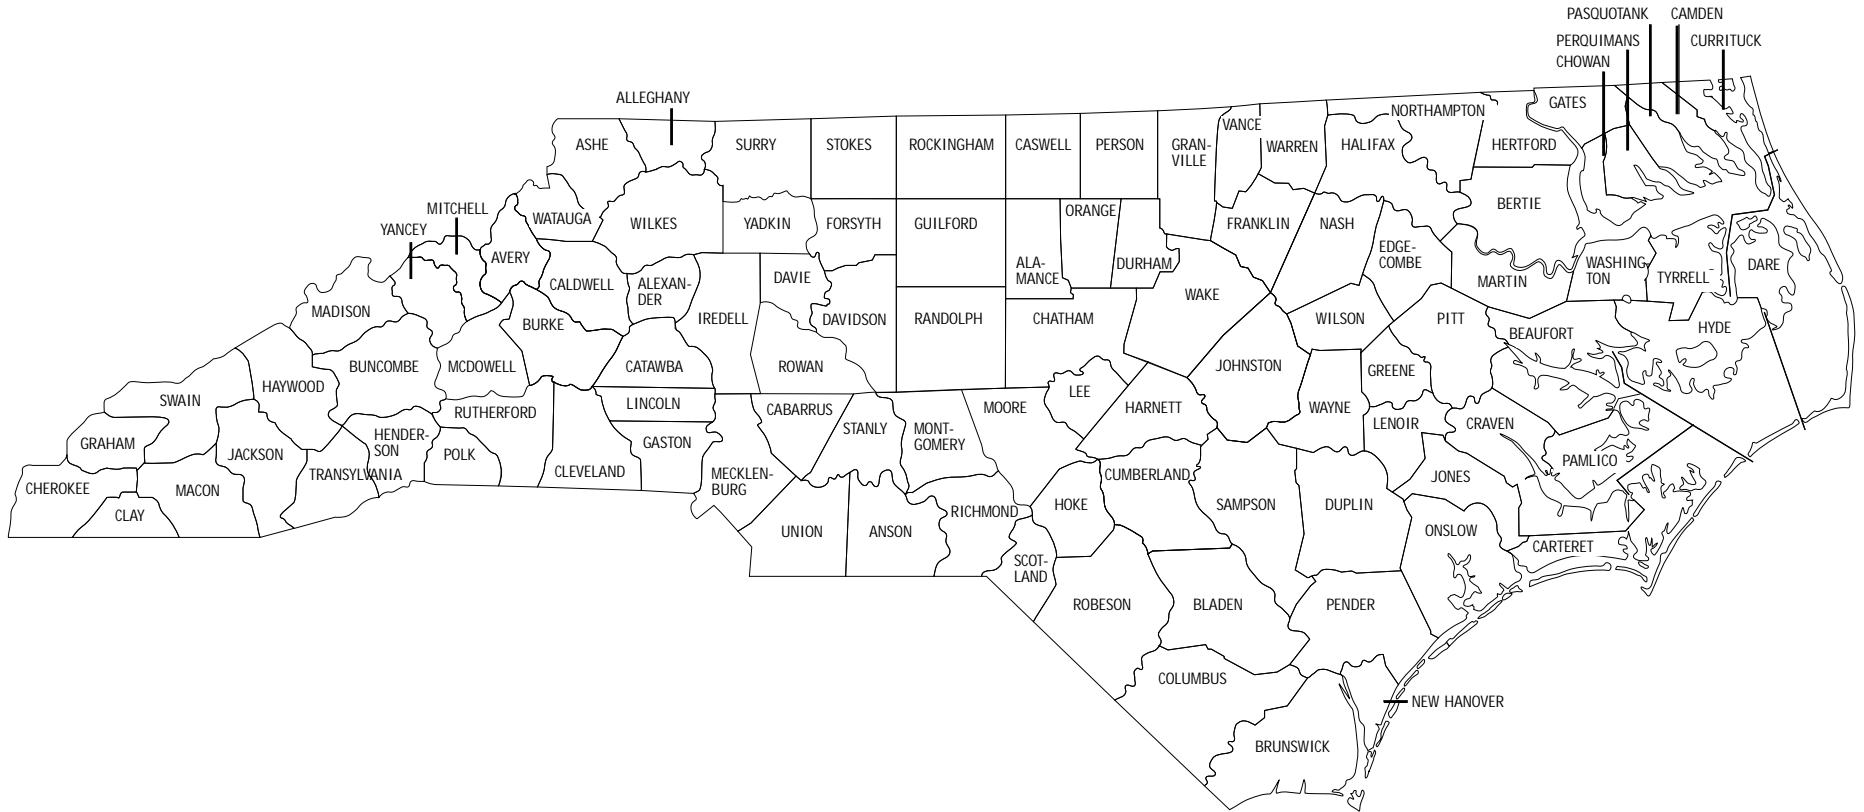 PASQUOTANK
CAMDEN
PERQUIMANS
CURRITUCK
CHOWAN
ALLEGHANY
GATES
NORTHAMPTON
VANCE
ASHE
SURRY
STOKES
ROCKINGHAM
CASWELL
PERSON
GRAN-
VILLE
WARREN
HALIFAX
HERTFORD
MITCHELL
YANCEY
WATAUGA
WILKES
YADKIN
FORSYTH
GUILFORD
ORANGE
FRANKLIN
NASH
BERTIE
AVERY
EDGE-
COMBE
ALA-
MANCE
DURHAM
MADISON
CALDWELL
ALEXAN-
DER
DAVIE
WAKE
MARTIN
WASHING
TON
TYRRELL-
DARE
BURKE
IREDELL
DAVIDSON
RANDOLPH
CHATHAM
WILSON
PITT
BEAUFORT
HYDE
BUNCOMBE
MCDOWELL
CATAWBA
ROWAN
JOHNSTON
GREENE
SWAIN
HAYWOOD
RUTHERFORD
LINCOLN
CABARRUS
MOORE
LEE
HARNETT
WAYNE
LENOIR
CRAVEN
GRAHAM
JACKSON
HENDER-
SON
POLK
GASTON
STANLY
MONT-
GOMERY
PAMLICO
CHEROKEE
MACON
TRANSYLVANIA
CLEVELAND
MECKLEN-
BURG
CUMBERLAND
JONES
CLAY
UNION
ANSON
RICHMOND
HOKE
SAMPSON
DUPLIN
ONSLOW
CARTERET
SCOT-
LAND
ROBESON
BLADEN
PENDER
COLUMBUS
NEW HANOVER
BRUNSWICK